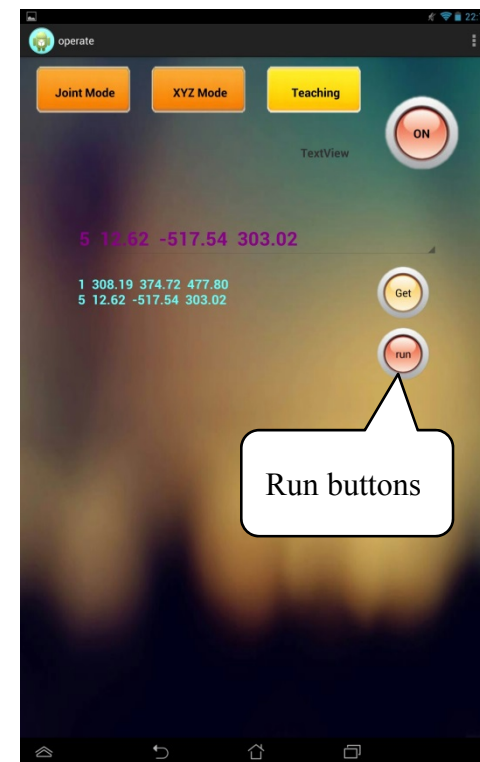 22:
operate
Joint Mode
XYZ Mode
Teaching
ON
TextView
5 12.62 -517.54 303.02
1 308.19 374.72 477.80
5 12.62 -517.54 303.02
Get
run
Run buttons